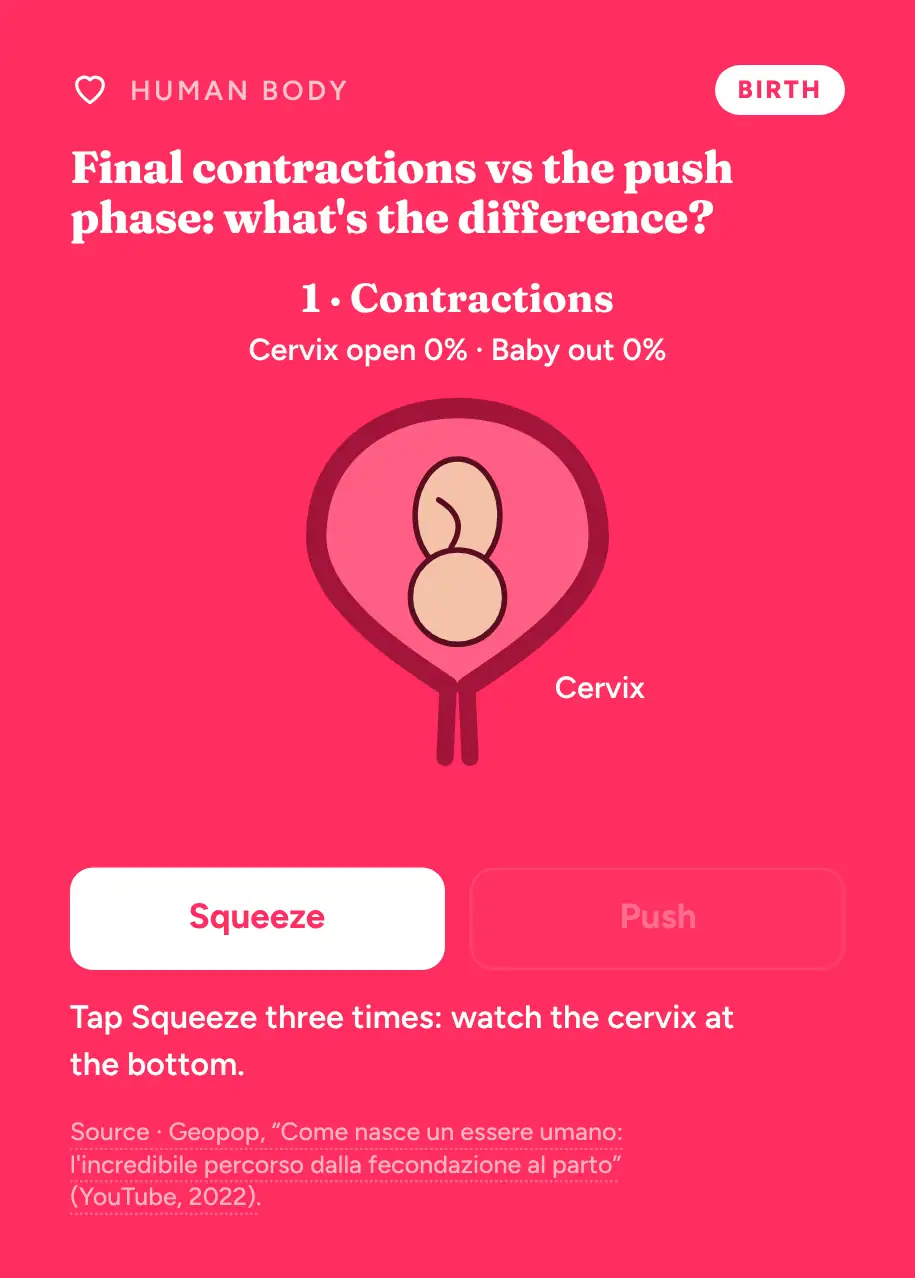 HUMAN BODY
BIRTH
Final contractions vs the push
phase: what's the difference?
1 · Contractions
Cervix open 0% · Baby out 0%
Cervix
Squeeze
Push
Tap Squeeze three times: watch the cervix at
the bottom.
Source · Geopop, “Come nasce un essere umano:
l'incredibile percorso dalla fecondazione al parto”
(YouTube, 2022).